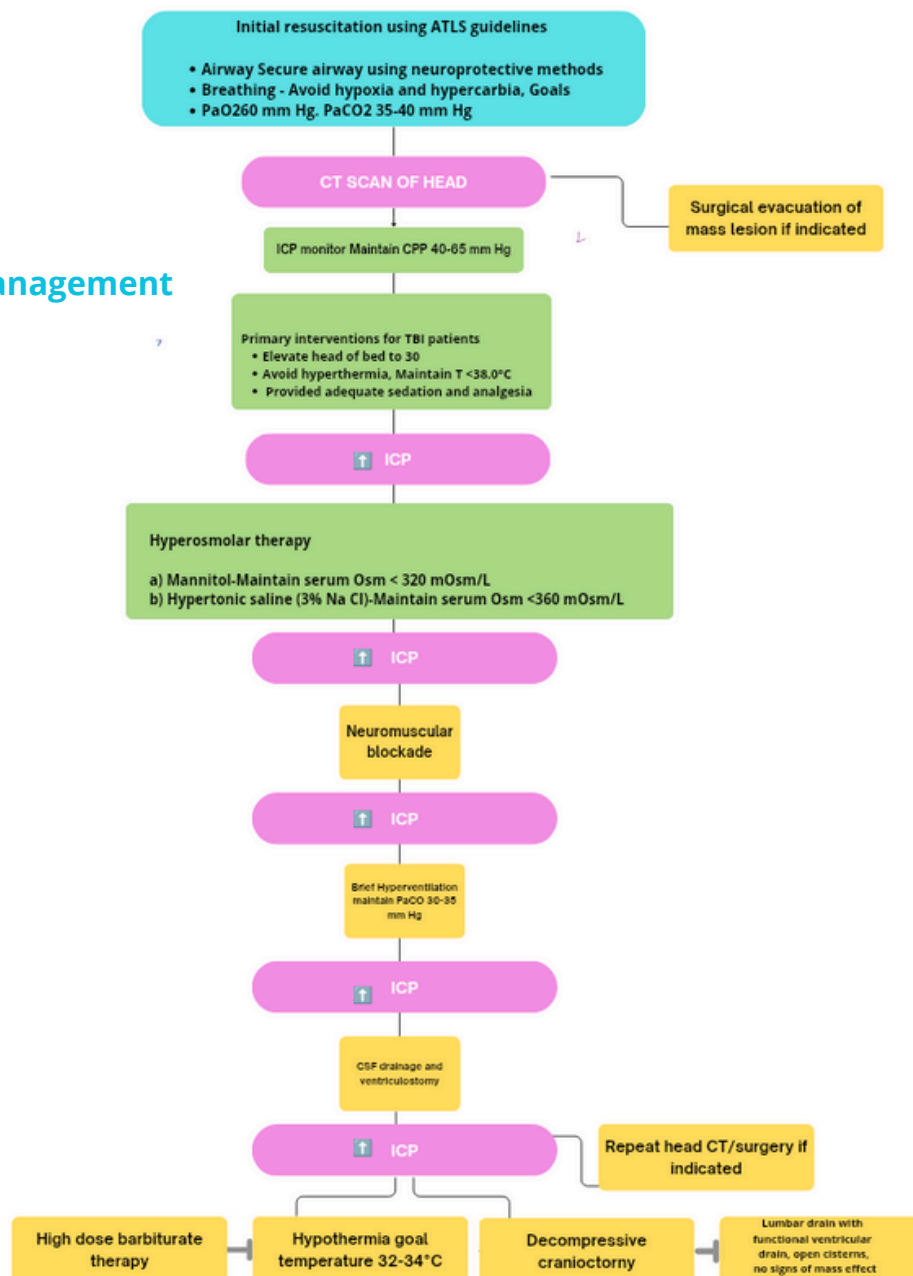 Initial resuscitation using ATLS guidelines
• Airway Secure airway using neuroprotective methods
• Breathing - Avoid hypoxia and hypercarbia, Goals
• PaO260 mm Hg. PaCO2 35-40 mm Hg
CT SCAN OF HEAD
Surgical evacuation of
mass lesion if indicated
ICP monitor Maintain CPP 40-65 mm Hg
anagement
Primary interventions for TBI patients
• Elevate head of bed to 30
• Avoid hyperthermia, Maintain T <38.0°C
• Provided adequate sedation and analgesia
⬆ ICP
Hyperosmolar therapy
a) Mannitol-Maintain serum Osm < 320 mOsm/L
b) Hypertonic saline (3% Na Cl)-Maintain serum Osm <360 mOsm/L
⬆ ICP
Neuromuscular
blockade
⬆ ICP
Brief Hyperventilation
maintain PaCO 30-35
mm Hg
⬆ ICP
CSF drainage and
ventriculostomy
⬆ ICP
Repeat head CT/surgery if
indicated
High dose barbiturate
therapy
Hypothermia goal
temperature 32-34°C
Decompressive
cranioctorny
Lumbar drain with
functional ventricular
drain, open cisterns,
no signs of mass effect